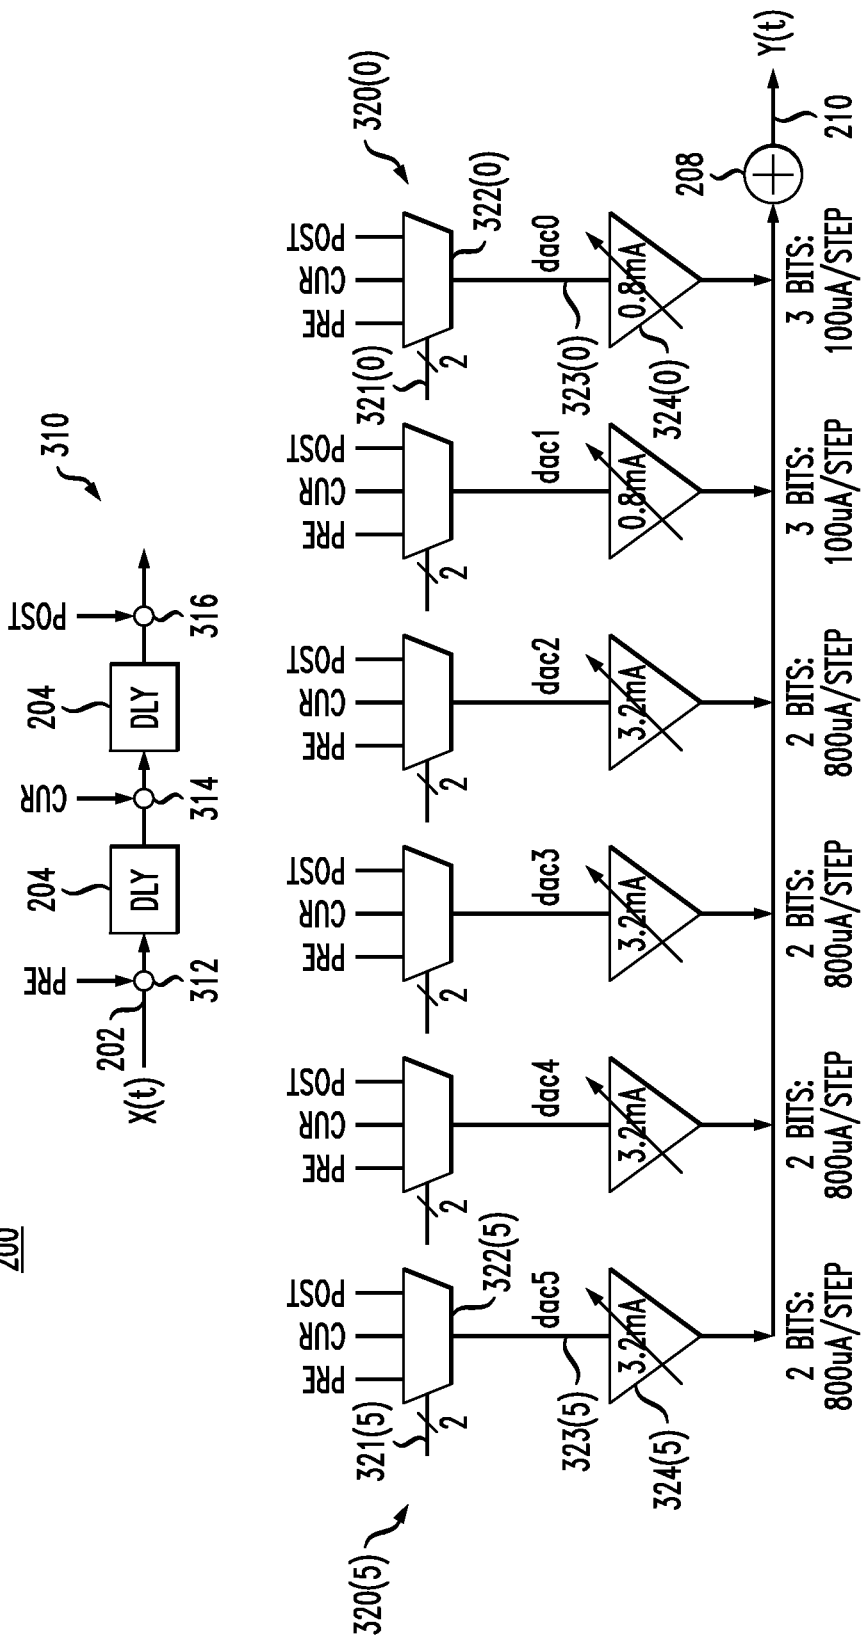 200
PRE
CUR
POST
310
204
204
X(t)
202
DLY
DLY
312
314
316
320(5)
PRE CUR POST
PRE CUR POST
PRE CUR POST
PRE CUR POST
PRE CUR POST
PRE CUR POST
320(0)
321(5)
321(0)
2
2
2
2
2
2
322(5)
322(0)
dac5
dac4
dac3
dac2
dac1
dac0
323(5)
323(0)
3.2mA
3.2mA
3.2mA
3.2mA
0.8mA
0.8mA
324(5)
324(0)
208
Y(t)
210
2 BITS:
800uA/STEP
2 BITS:
800uA/STEP
2 BITS:
800uA/STEP
2 BITS:
800uA/STEP
3 BITS:
100uA/STEP
3 BITS:
100uA/STEP